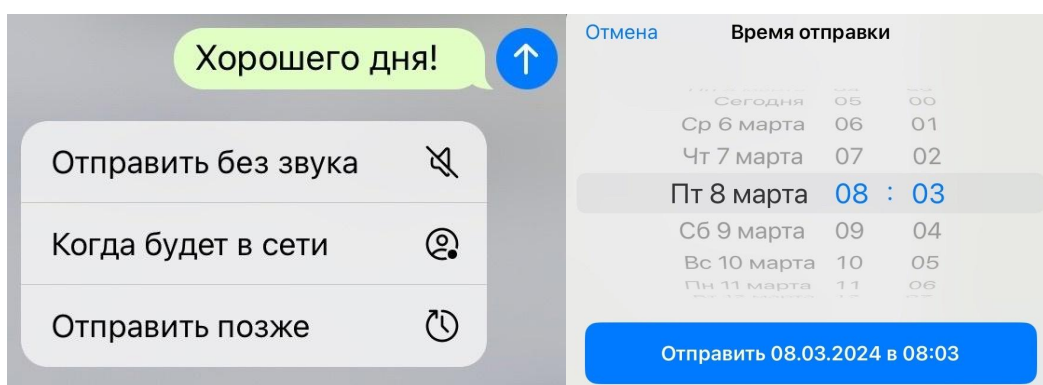 Хорошего дня!
Отправить без звука
Когда будет в сети
Отправить позже
Отмена Время отправки
Сегодня 05 00
Ср 6 марта 06 01
Чт 7 марта 07 02
Пт 8 марта 08 : 03
Сб 9 марта 09 04
Вс 10 марта 10 05
Пн 11 марта 11 06
Отправить 08.03.2024 в 08:03